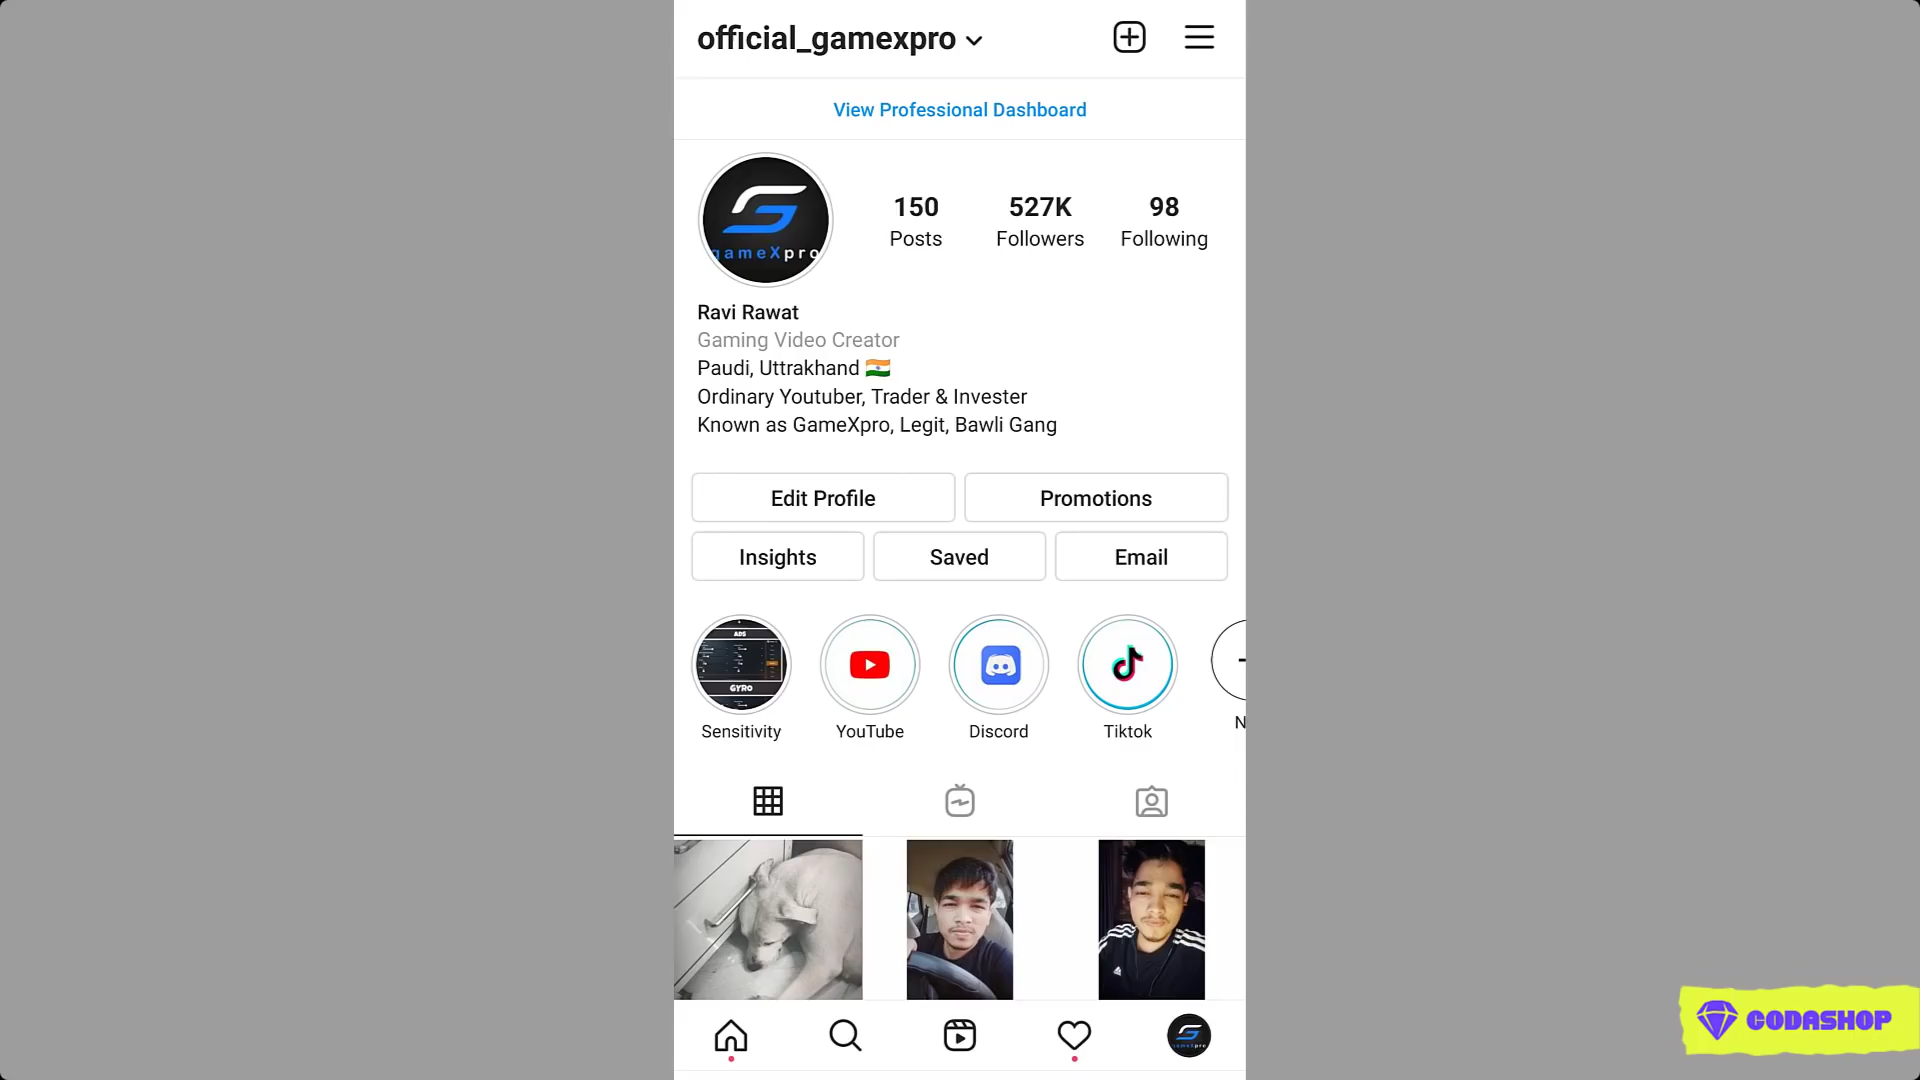 official_gamexpro
View Professional Dashboard
gameXpro
150 527K 98
Posts Followers Following
Ravi Rawat
Gaming Video Creator
Paudi, Uttrakhand 🇮🇳
Ordinary Youtuber, Trader & Invester
Known as GameXpro, Legit, Bawli Gang
Edit Profile Promotions
Insights Saved Email
ADS
GYRO
Sensitivity YouTube Discord Tiktok N
CODASHOP